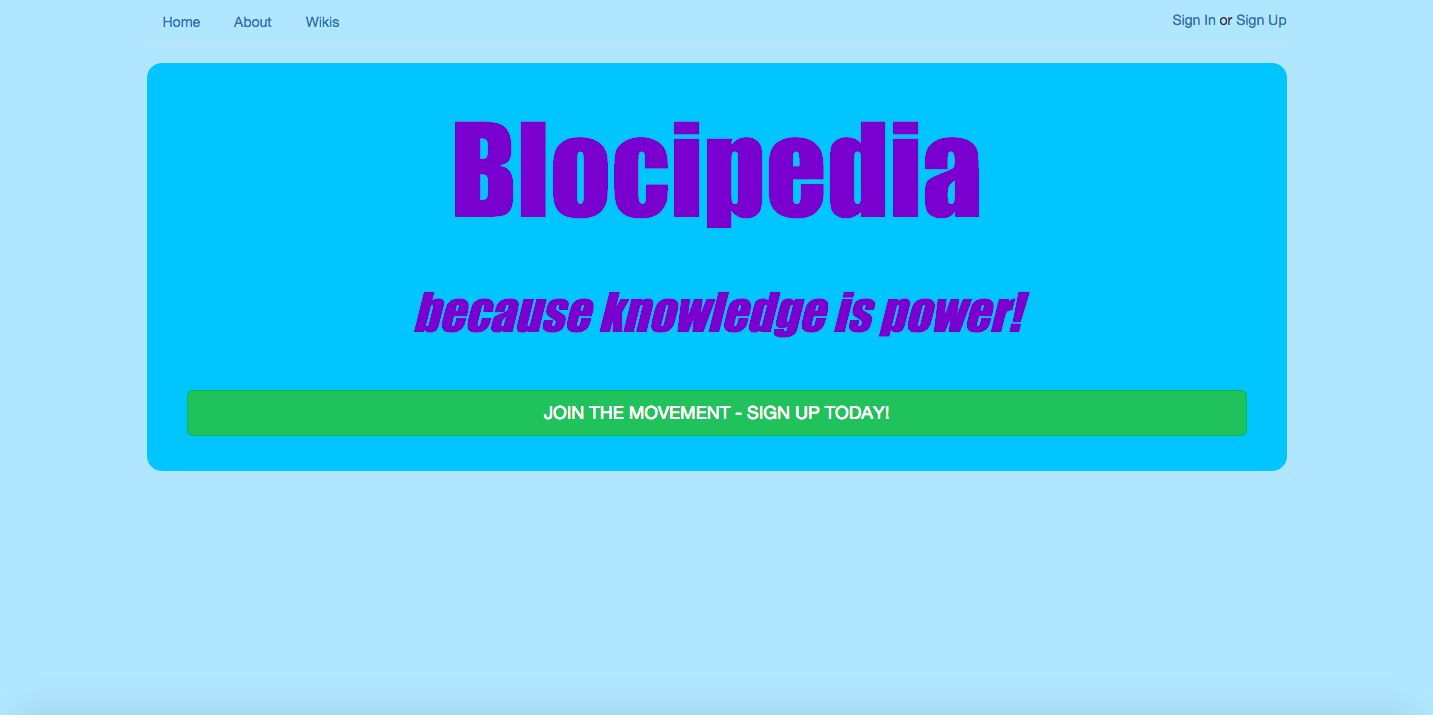 Home About Wikis Sign In or Sign Up
Blocipedia
because knowledge is power!
JOIN THE MOVEMENT - SIGN UP TODAY!